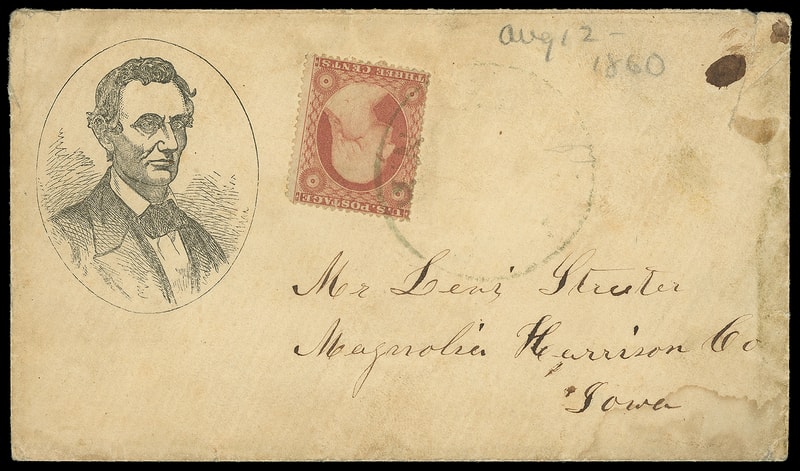 Aug 12 -
1860
THREE CENTS
U.S. POSTAGE
Mr Levi Streeter
Magnolia Harrison Co
Iowa